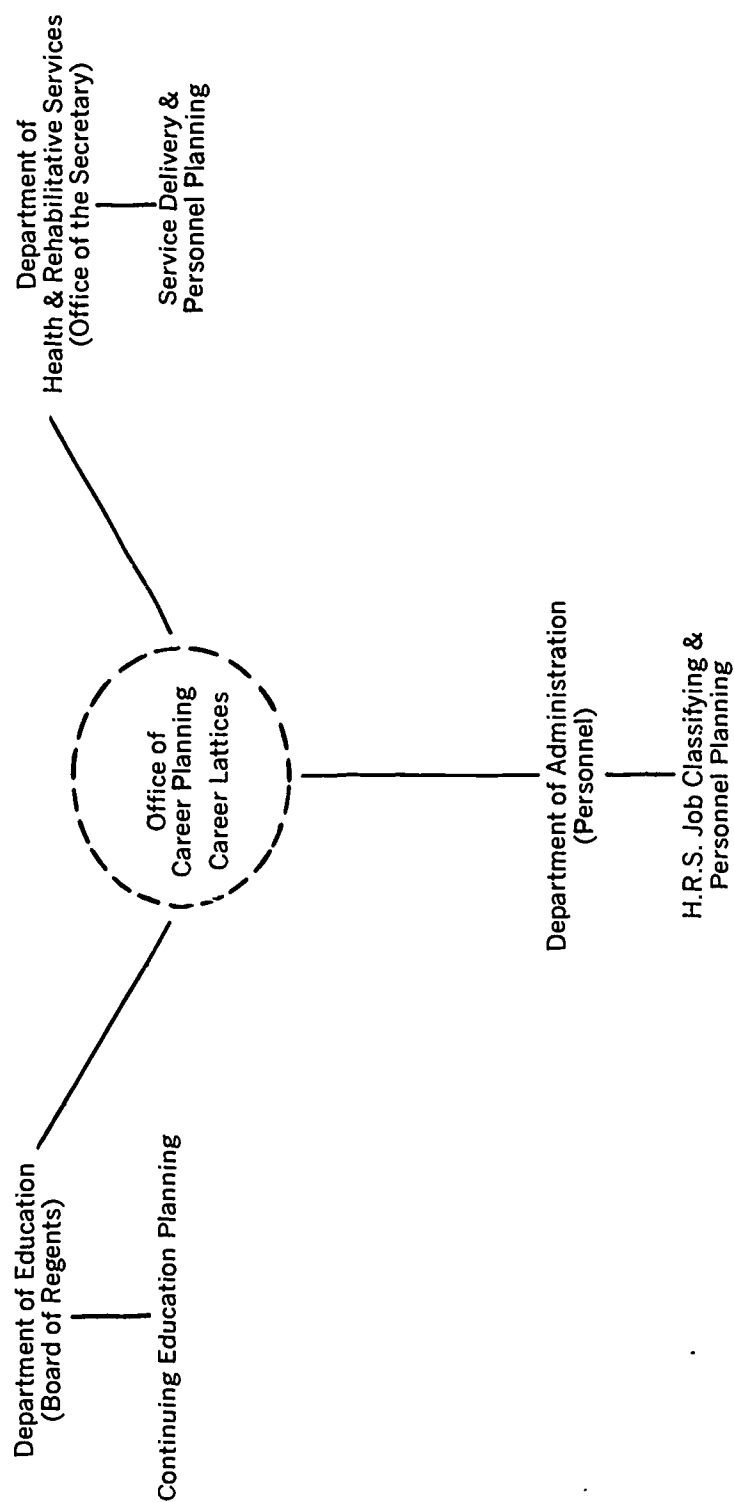 Department of Education
(Board of Regents)
Continuing Education Planning
Office of
Career Planning
Career Lattices
Department of
Health & Rehabilitative Services
(Office of the Secretary)
Service Delivery &
Personnel Planning
Department of Administration
(Personnel)
H.R.S. Job Classifying &
Personnel Planning